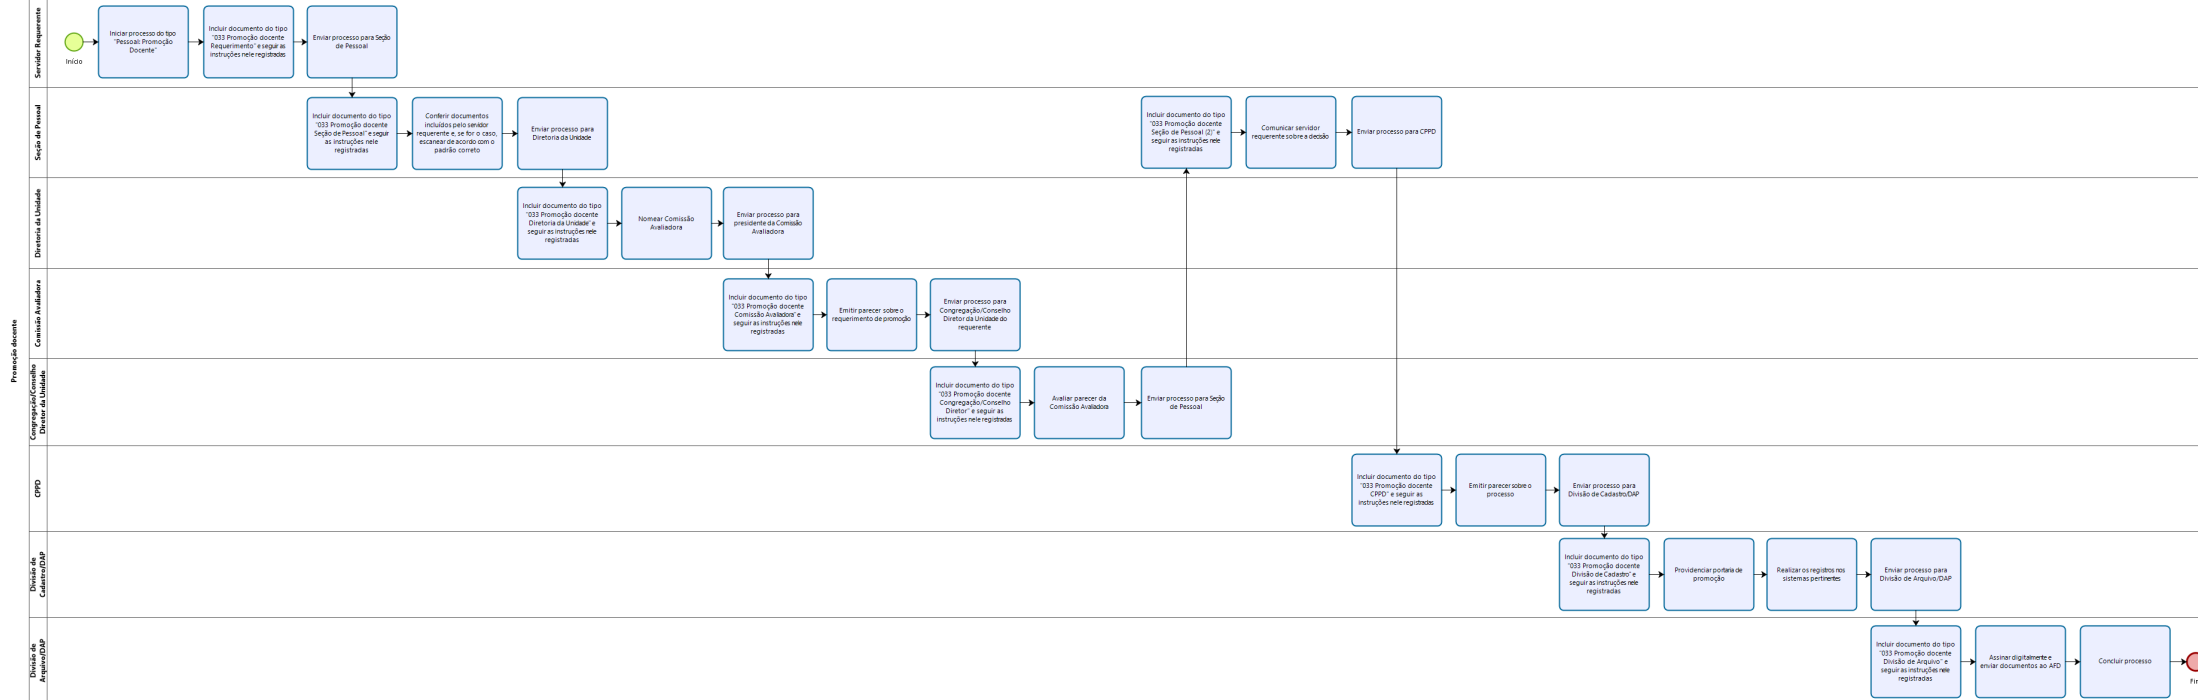 Promoção docente
Servidor Requerente
Início
Iniciar processo do tipo
"Pessoal: Promoção
Docente"
Incluir documento do tipo
"033 Promoção docente
Requerimento" e seguir as
instruções nele registradas
Enviar processo para Seção
de Pessoal
Seção de Pessoal
Incluir documento do tipo
"033 Promoção docente
Seção de Pessoal" e seguir
as instruções nele
registradas
Conferir documentos
incluídos pelo servidor
requerente e, se for o caso,
escanear de acordo com o
padrão correto
Enviar processo para
Diretoria da Unidade
Incluir documento do tipo
"033 Promoção docente
Seção de Pessoal (2)" e
seguir as instruções nele
registradas
Comunicar servidor
requerente sobre a decisão
Enviar processo para CPPD
Diretoria da Unidade
Incluir documento do tipo
"033 Promoção docente
Diretoria da Unidade" e
seguir as instruções nele
registradas
Nomear Comissão
Avaliadora
Enviar processo para
presidente da Comissão
Avaliadora
Comissão Avaliadora
Incluir documento do tipo
"033 Promoção docente
Comissão Avaliadora" e
seguir as instruções nele
registradas
Emitir parecer sobre o
requerimento de promoção
Enviar processo para
Congregação/Conselho
Diretor da Unidade do
requerente
Congregação/Conselho
Diretor da Unidade
Incluir documento do tipo
"033 Promoção docente
Congregação/Conselho
Diretor" e seguir as
instruções nele registradas
Avaliar parecer da
Comissão Avaliadora
Enviar processo para Seção
de Pessoal
CPPD
Incluir documento do tipo
"033 Promoção docente
CPPD" e seguir as
instruções nele registradas
Emitir parecer sobre o
processo
Enviar processo para
Divisão de Cadastro/DAP
Divisão de
Cadastro/DAP
Incluir documento do tipo
"033 Promoção docente
Divisão de Cadastro" e
seguir as instruções nele
registradas
Providenciar portaria de
promoção
Realizar os registros nos
sistemas pertinentes
Enviar processo para
Divisão de Arquivo/DAP
Divisão de
Arquivo/DAP
Incluir documento do tipo
"033 Promoção docente
Divisão de Arquivo" e
seguir as instruções nele
registradas
Assinar digitalmente e
enviar documentos ao AFD
Concluir processo